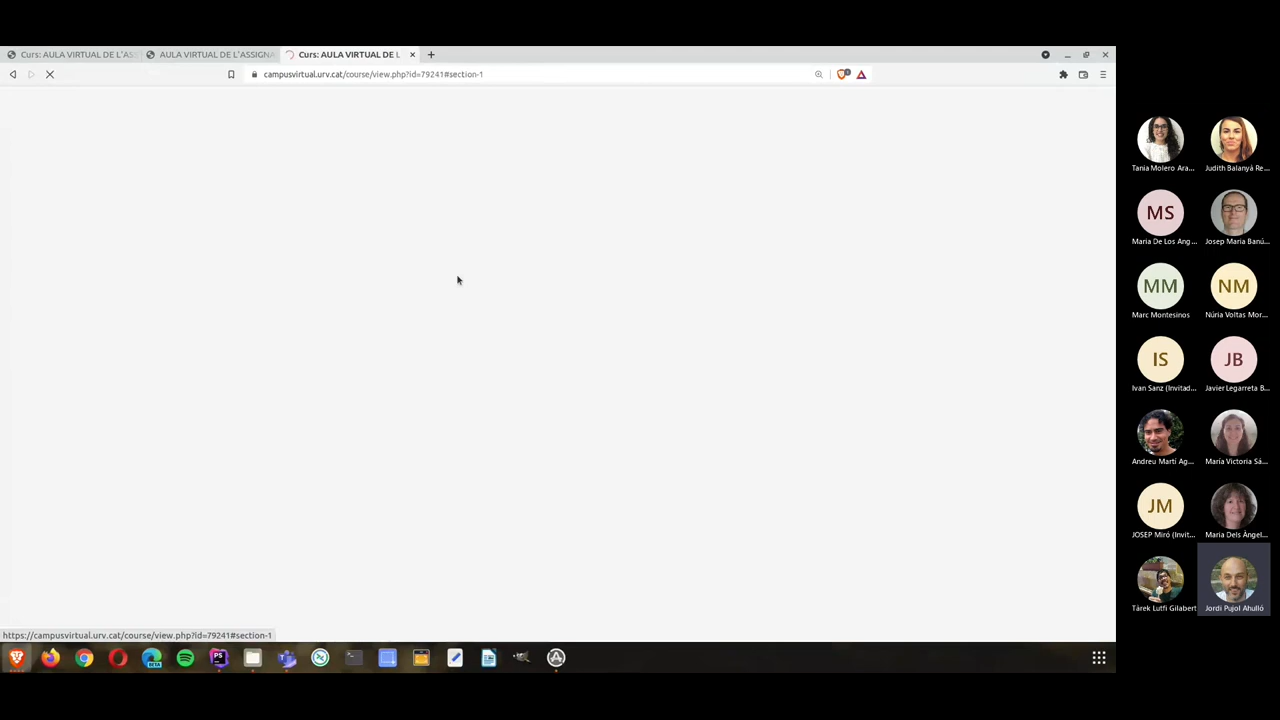 Curs: AULA VIRTUAL DE L'AS
AULA VIRTUAL DE L'ASSIGNA
Curs: AULA VIRTUAL DE L
campusvirtual.urv.cat/course/view.php?id=79241#section-1
Tania Molero Ara...
Judith Balanyà Re...
MS
Maria De Los Ang...
Josep Maria Banú...
MM
NM
Marc Montesinos
Núria Voltas Mor...
IS
JB
Ivan Sanz (Invitad...
Javier Legarreta B...
Andreu Martí Ag...
María Victoria Sá...
JM
JOSEP Miró (Invit...
Maria Dels Àngel...
Tàrek Lutfi Gilabert
Jordi Pujol Ahulló
https://campusvirtual.urv.cat/course/view.php?id=79241#section-1
PS
BETA